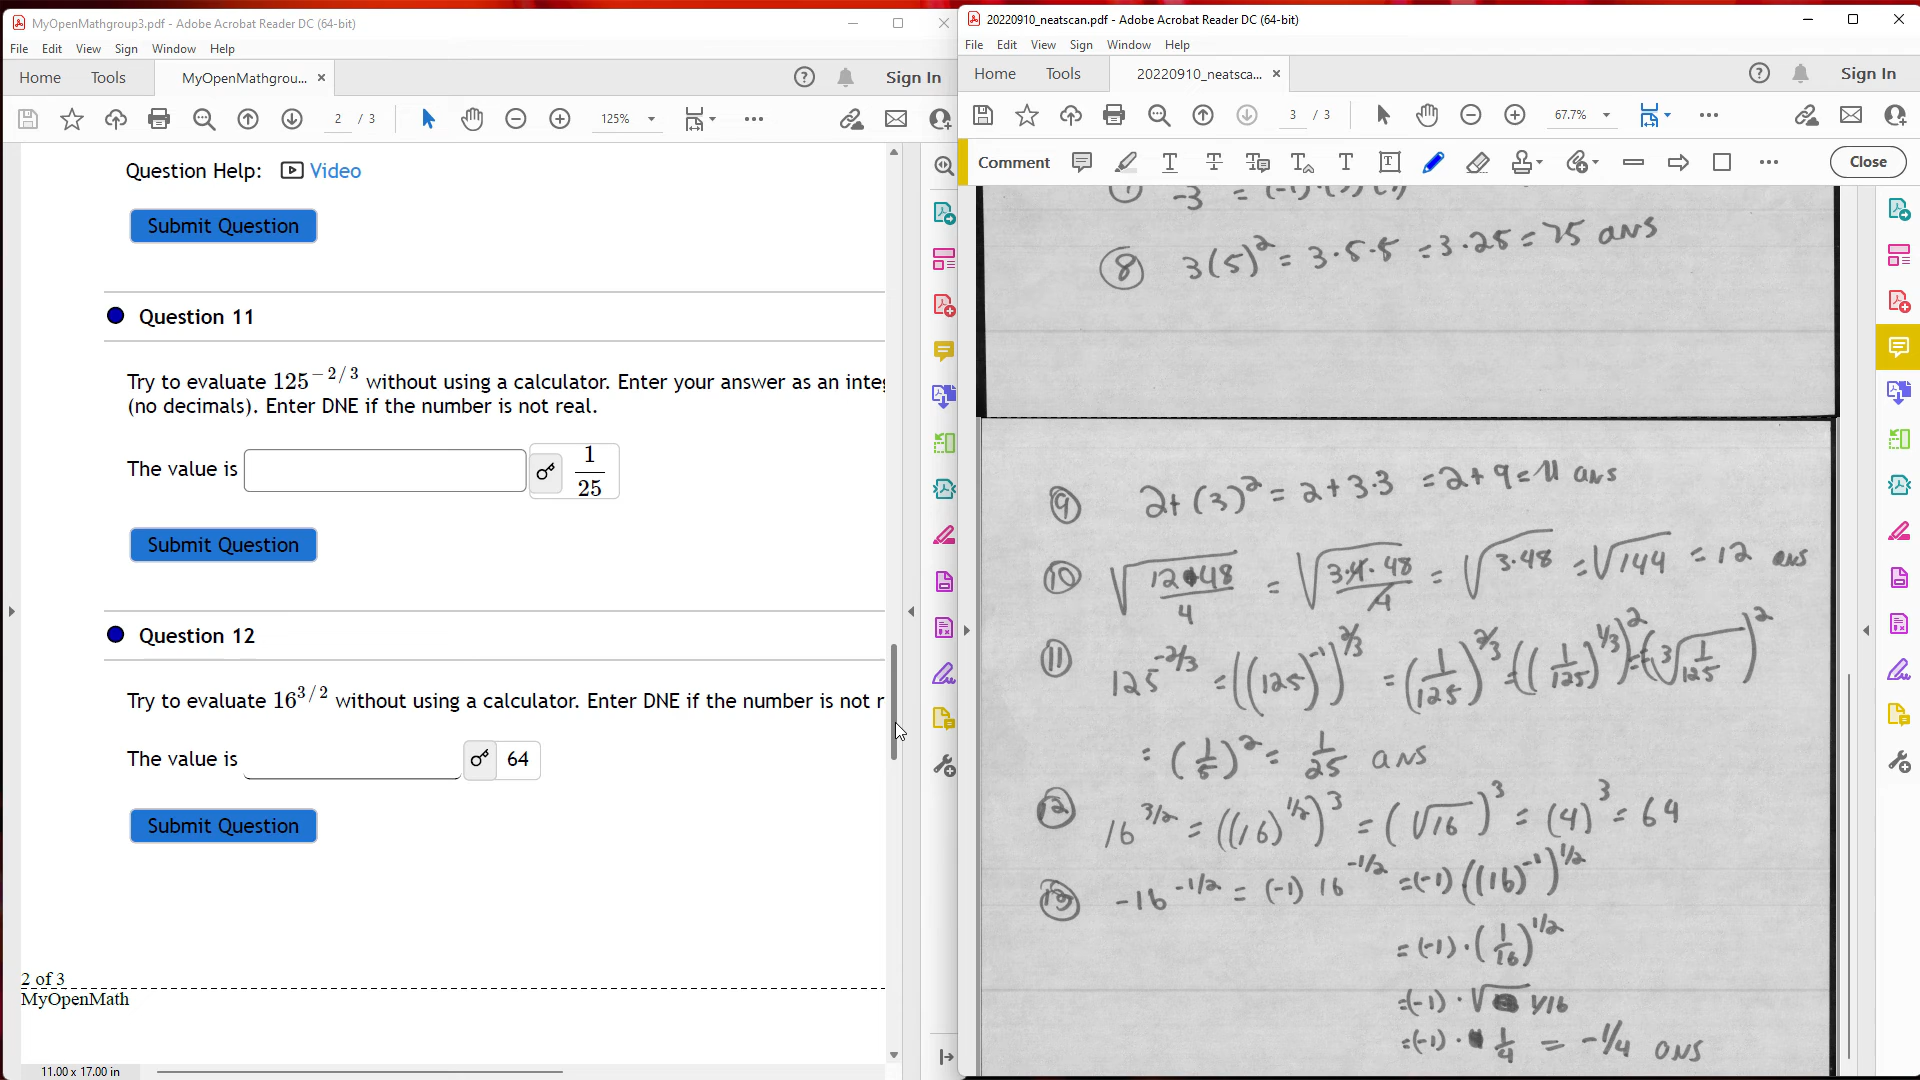 MyOpenMathgroup3.pdf - Adobe Acrobat Reader DC (64-bit)
File Edit View Sign Window Help
Home Tools MyOpenMathgrou... × Sign In
2 / 3 125%
Question Help: Video
Submit Question
Question 11
Try to evaluate 125^{-2/3} without using a calculator. Enter your answer as an inte
(no decimals). Enter DNE if the number is not real.
The value is 1/25
Submit Question
Question 12
Try to evaluate 16^{3/2} without using a calculator. Enter DNE if the number is not r
The value is 64
Submit Question
2 of 3
MyOpenMath
11.00 x 17.00 in
20220910_neatscan.pdf - Adobe Acrobat Reader DC (64-bit)
File Edit View Sign Window Help
Home Tools 20220910_neatsca... × Sign In
3 / 3 67.7%
Comment Close
-3 = (-1)
⑧ 3(5)² = 3·5·5 = 3·25 = 75 ans
⑨ 2+(3)² = 2+3·3 = 2+9 = 11 ans
⑩ √(12·48/4) = √(3·4·48/4) = √(3·48) = √144 = 12 ans
⑪ 125^{-2/3} = ((125)^{-1})^{2/3} = (1/125)^{2/3} = ((1/125)^{1/3})² = (³√(1/125))²
= (1/5)² = 1/25 ans
⑫ 16^{3/2} = ((16)^{1/2})³ = (√16)³ = (4)³ = 64
⑬ -16^{-1/2} = (-1) 16^{-1/2} = (-1)·((16)^{-1})^{1/2}
= (-1)·(1/16)^{1/2}
= (-1)·√ 1/16
= (-1)· 1/4 = -1/4 ans